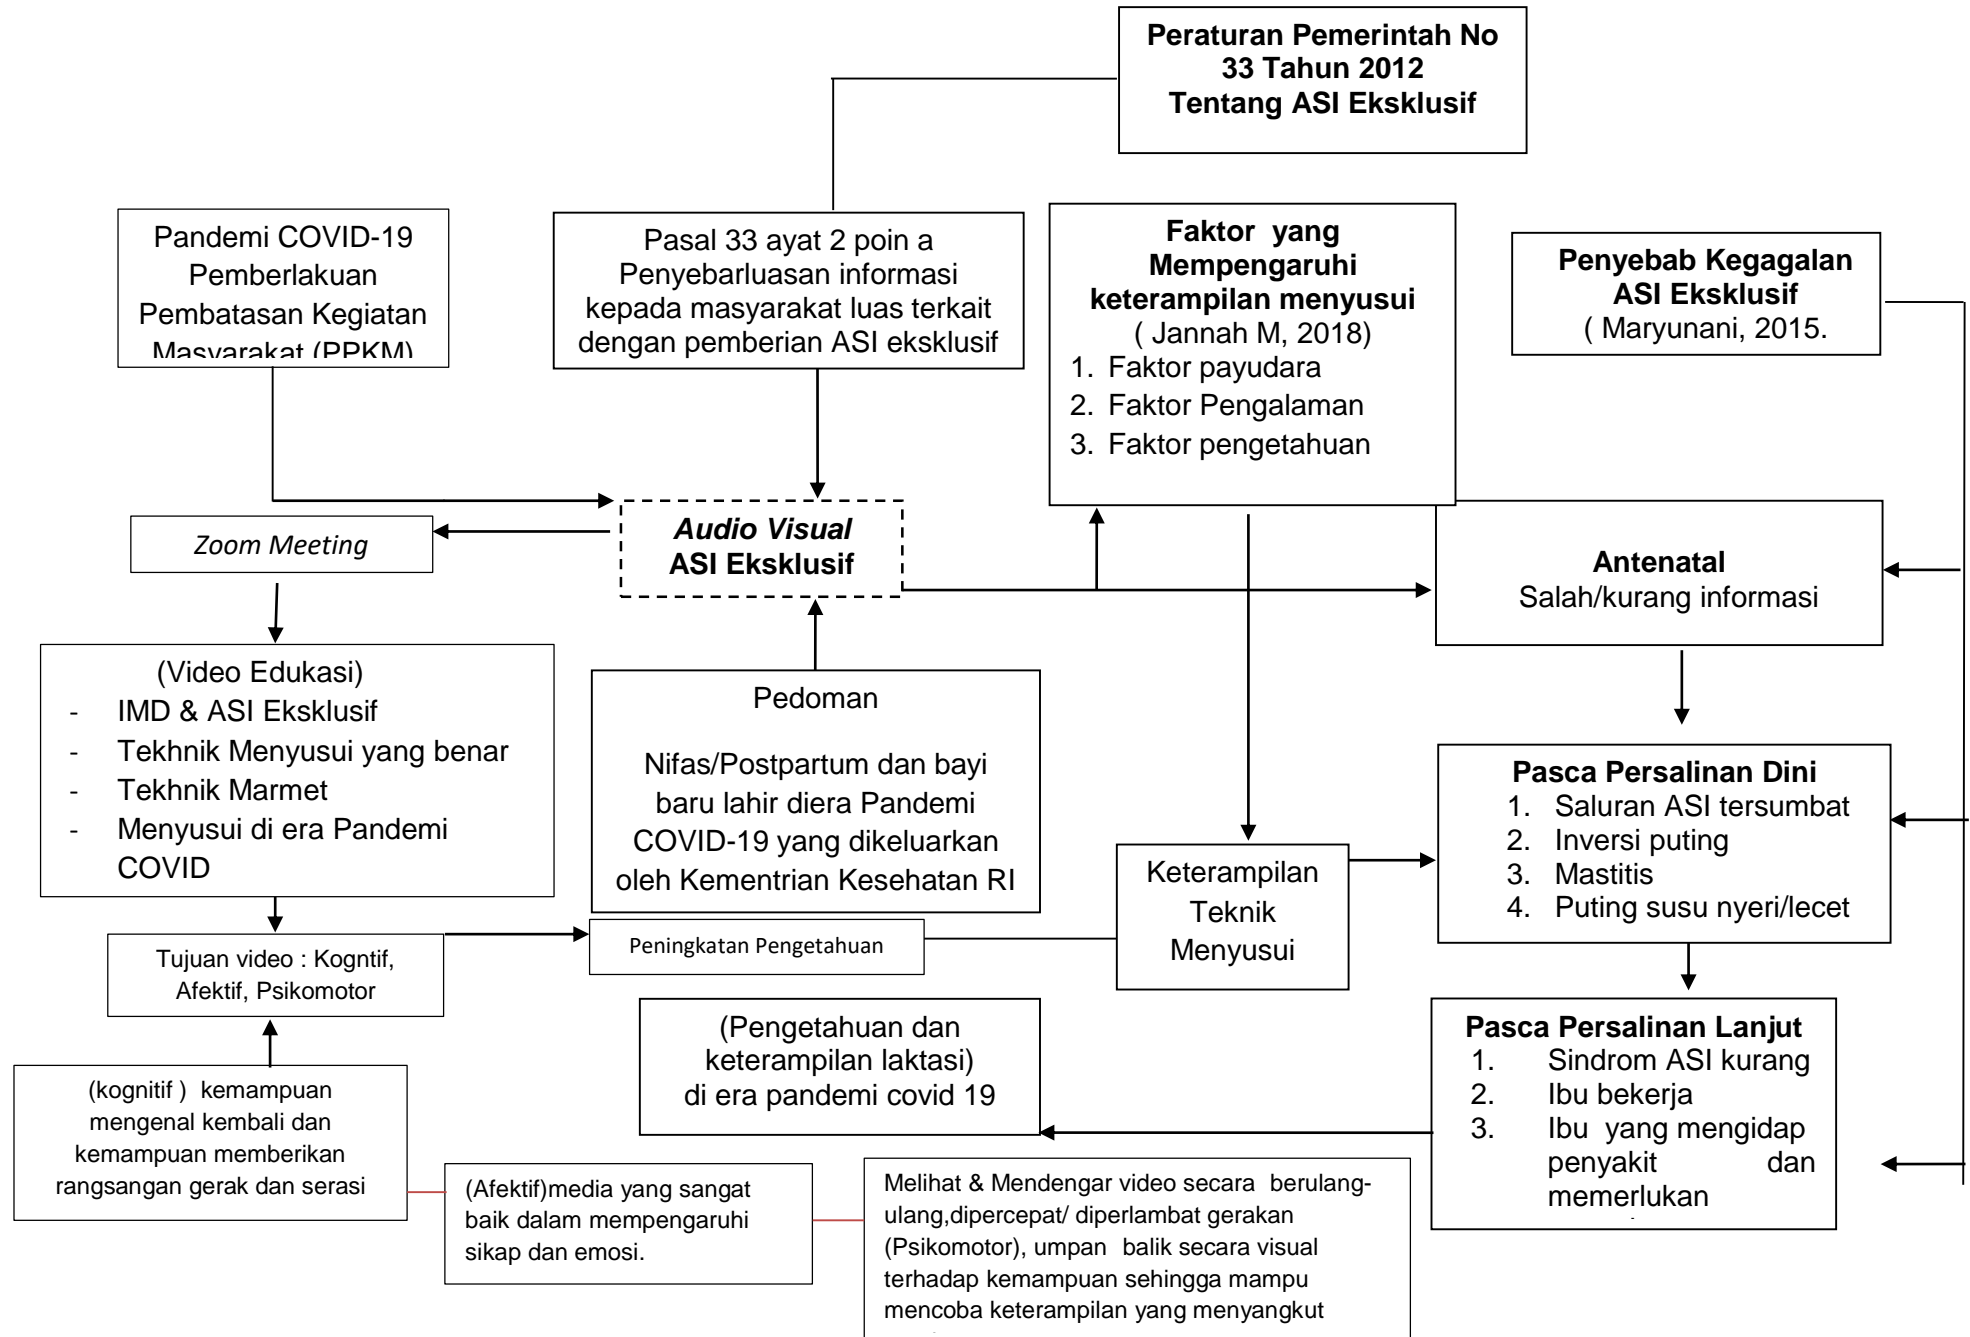 Peraturan Pemerintah No
33 Tahun 2012
Tentang ASI Eksklusif
Pandemi COVID-19
Pemberlakuan
Pembatasan Kegiatan
Masyarakat (PPKM)
Pasal 33 ayat 2 poin a
Penyebarluasan informasi
kepada masyarakat luas terkait
dengan pemberian ASI eksklusif
Faktor yang
Mempengaruhi
keterampilan menyusui
( Jannah M, 2018)
1. Faktor payudara
2. Faktor Pengalaman
3. Faktor pengetahuan
Penyebab Kegagalan
ASI Eksklusif
( Maryunani, 2015.
Zoom Meeting
Audio Visual
ASI Eksklusif
Antenatal
Salah/kurang informasi
(Video Edukasi)
- IMD & ASI Eksklusif
- Tekhnik Menyusui yang benar
- Tekhnik Marmet
- Menyusui di era Pandemi
COVID
Pedoman
Nifas/Postpartum dan bayi
baru lahir diera Pandemi
COVID-19 yang dikeluarkan
oleh Kementrian Kesehatan RI
Keterampilan
Teknik
Menyusui
Pasca Persalinan Dini
1. Saluran ASI tersumbat
2. Inversi puting
3. Mastitis
4. Puting susu nyeri/lecet
Tujuan video : Kogntif,
Afektif, Psikomotor
Peningkatan Pengetahuan
(Pengetahuan dan
keterampilan laktasi)
di era pandemi covid 19
Pasca Persalinan Lanjut
1. Sindrom ASI kurang
2. Ibu bekerja
3. Ibu yang mengidap
penyakit dan
memerlukan
(kognitif ) kemampuan
mengenal kembali dan
kemampuan memberikan
rangsangan gerak dan serasi
(Afektif)media yang sangat
baik dalam mempengaruhi
sikap dan emosi.
Melihat & Mendengar video secara berulang-
ulang,dipercepat/ diperlambat gerakan
(Psikomotor), umpan balik secara visual
terhadap kemampuan sehingga mampu
mencoba keterampilan yang menyangkut